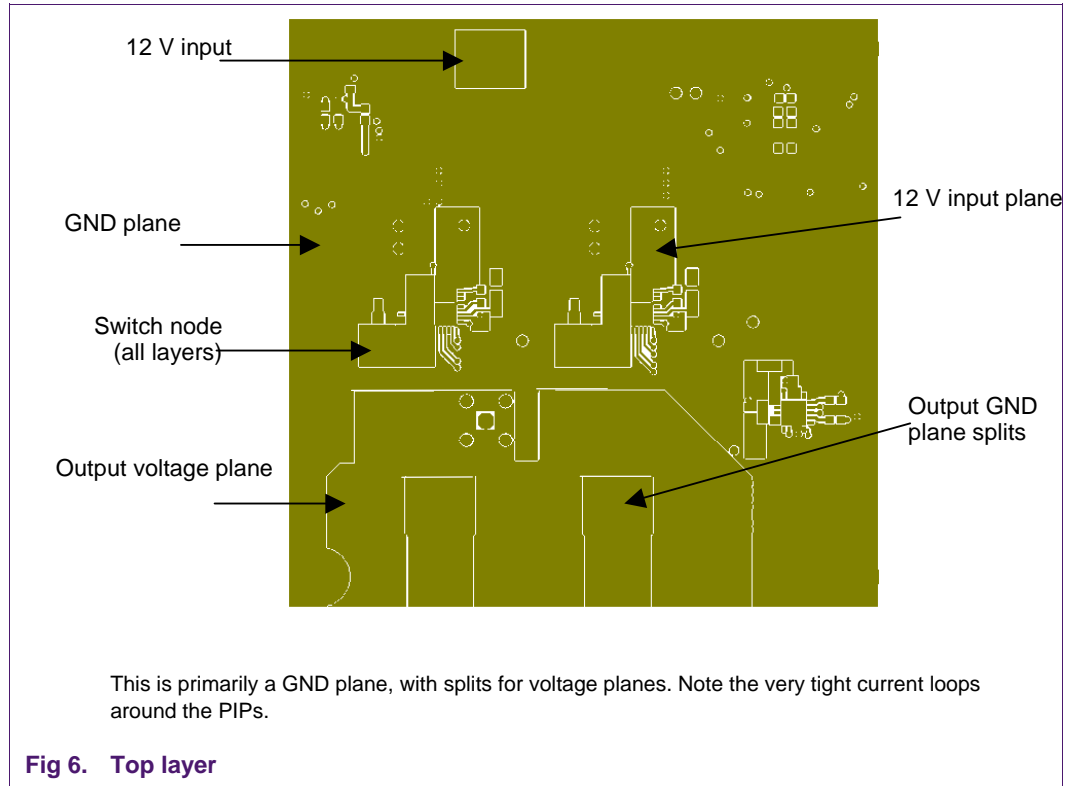 12 V input
12 V input plane
GND plane
Switch node
(all layers)
Output GND
plane splits
Output voltage plane
This is primarily a GND plane, with splits for voltage planes. Note the very tight current loops
around the PIPs.
Fig 6. Top layer